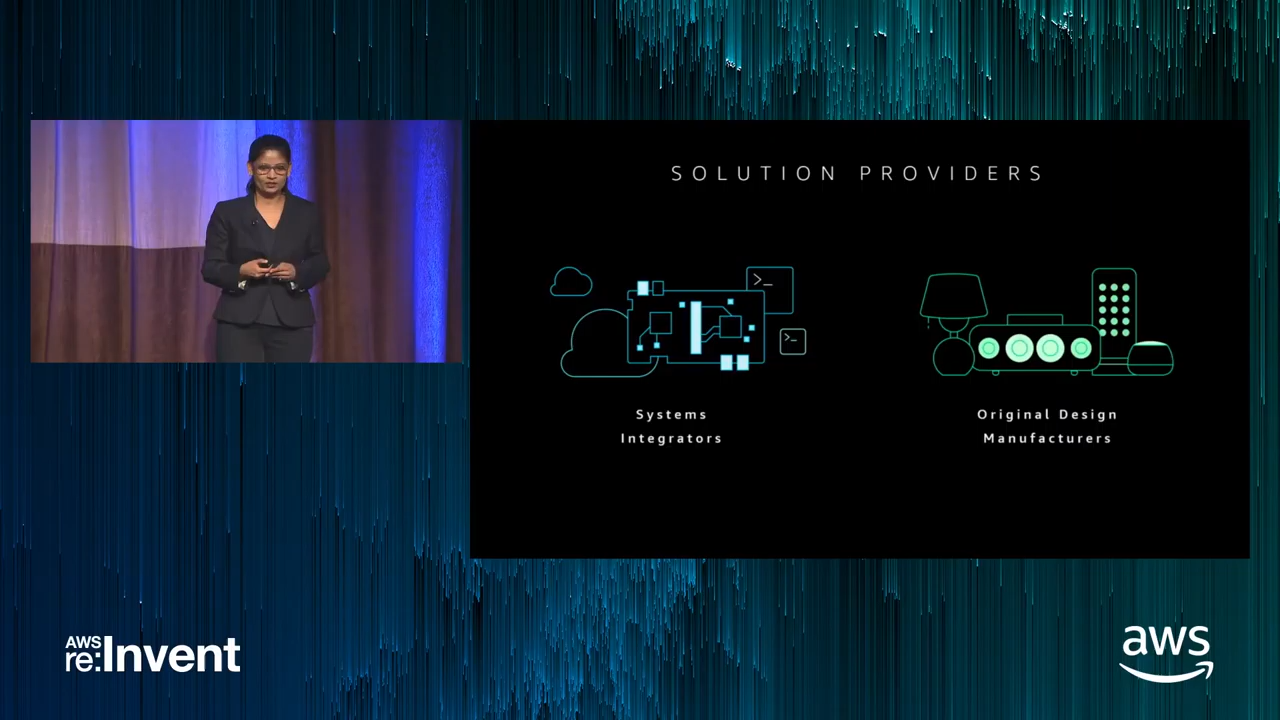 SOLUTION PROVIDERS
>_
>_
Systems
Integrators
Original Design
Manufacturers
AWS
re:Invent
aws